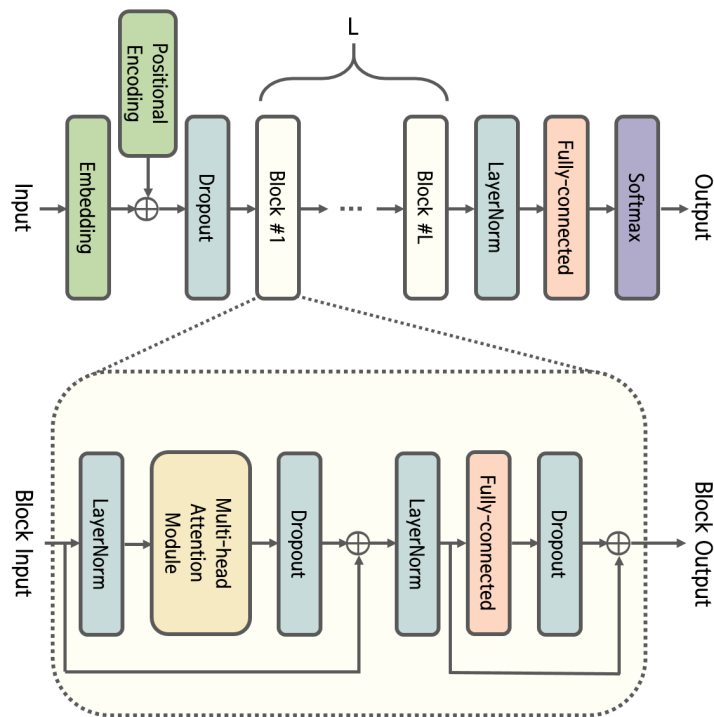 L
Positional
Encoding
Input
Embedding
Dropout
Block #1
...
Block #L
LayerNorm
Fully-connected
Softmax
Output
Block Input
LayerNorm
Multi-head
Attention
Module
Dropout
LayerNorm
Fully-connected
Dropout
Block Output